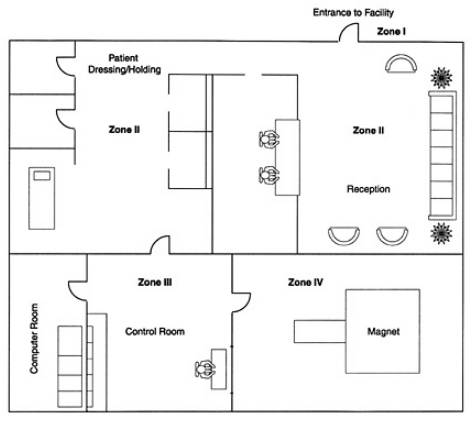 Entrance to Facility
Zone I
Patient
Dressing/Holding
Zone II
Zone II
Reception
Zone III
Zone IV
Computer Room
Control Room
Magnet